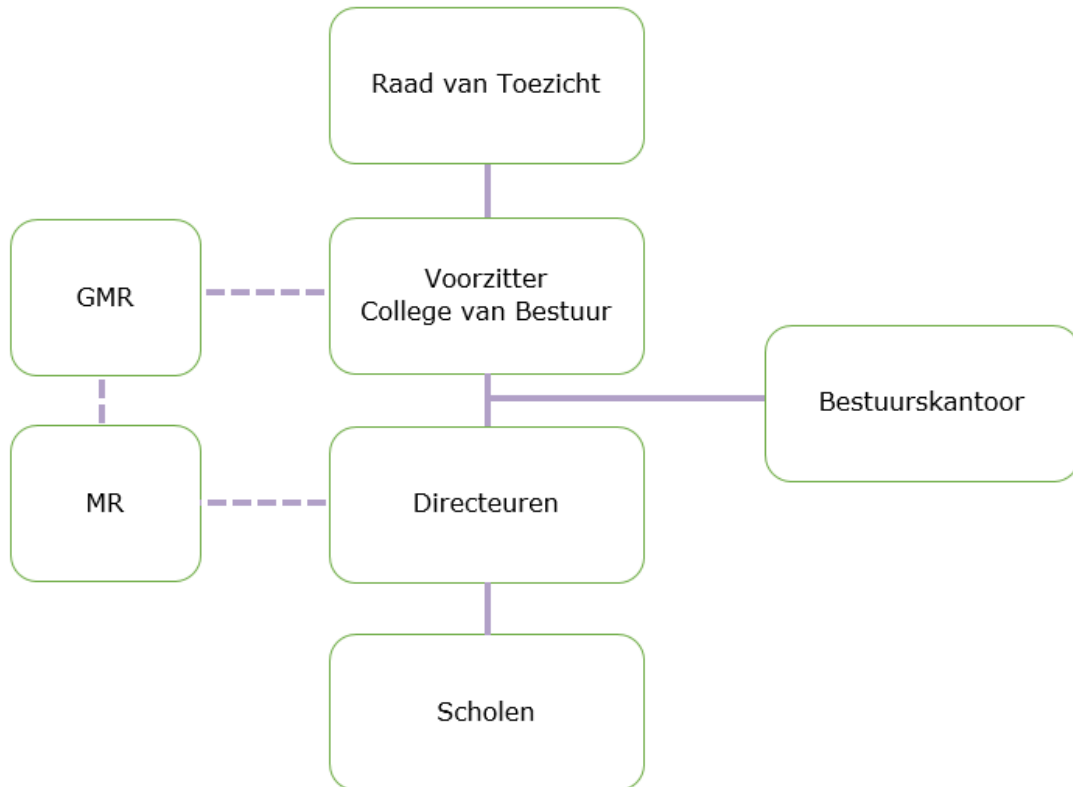 Raad van Toezicht
GMR
Voorzitter
College van Bestuur
Bestuurskantoor
MR
Directeuren
Scholen